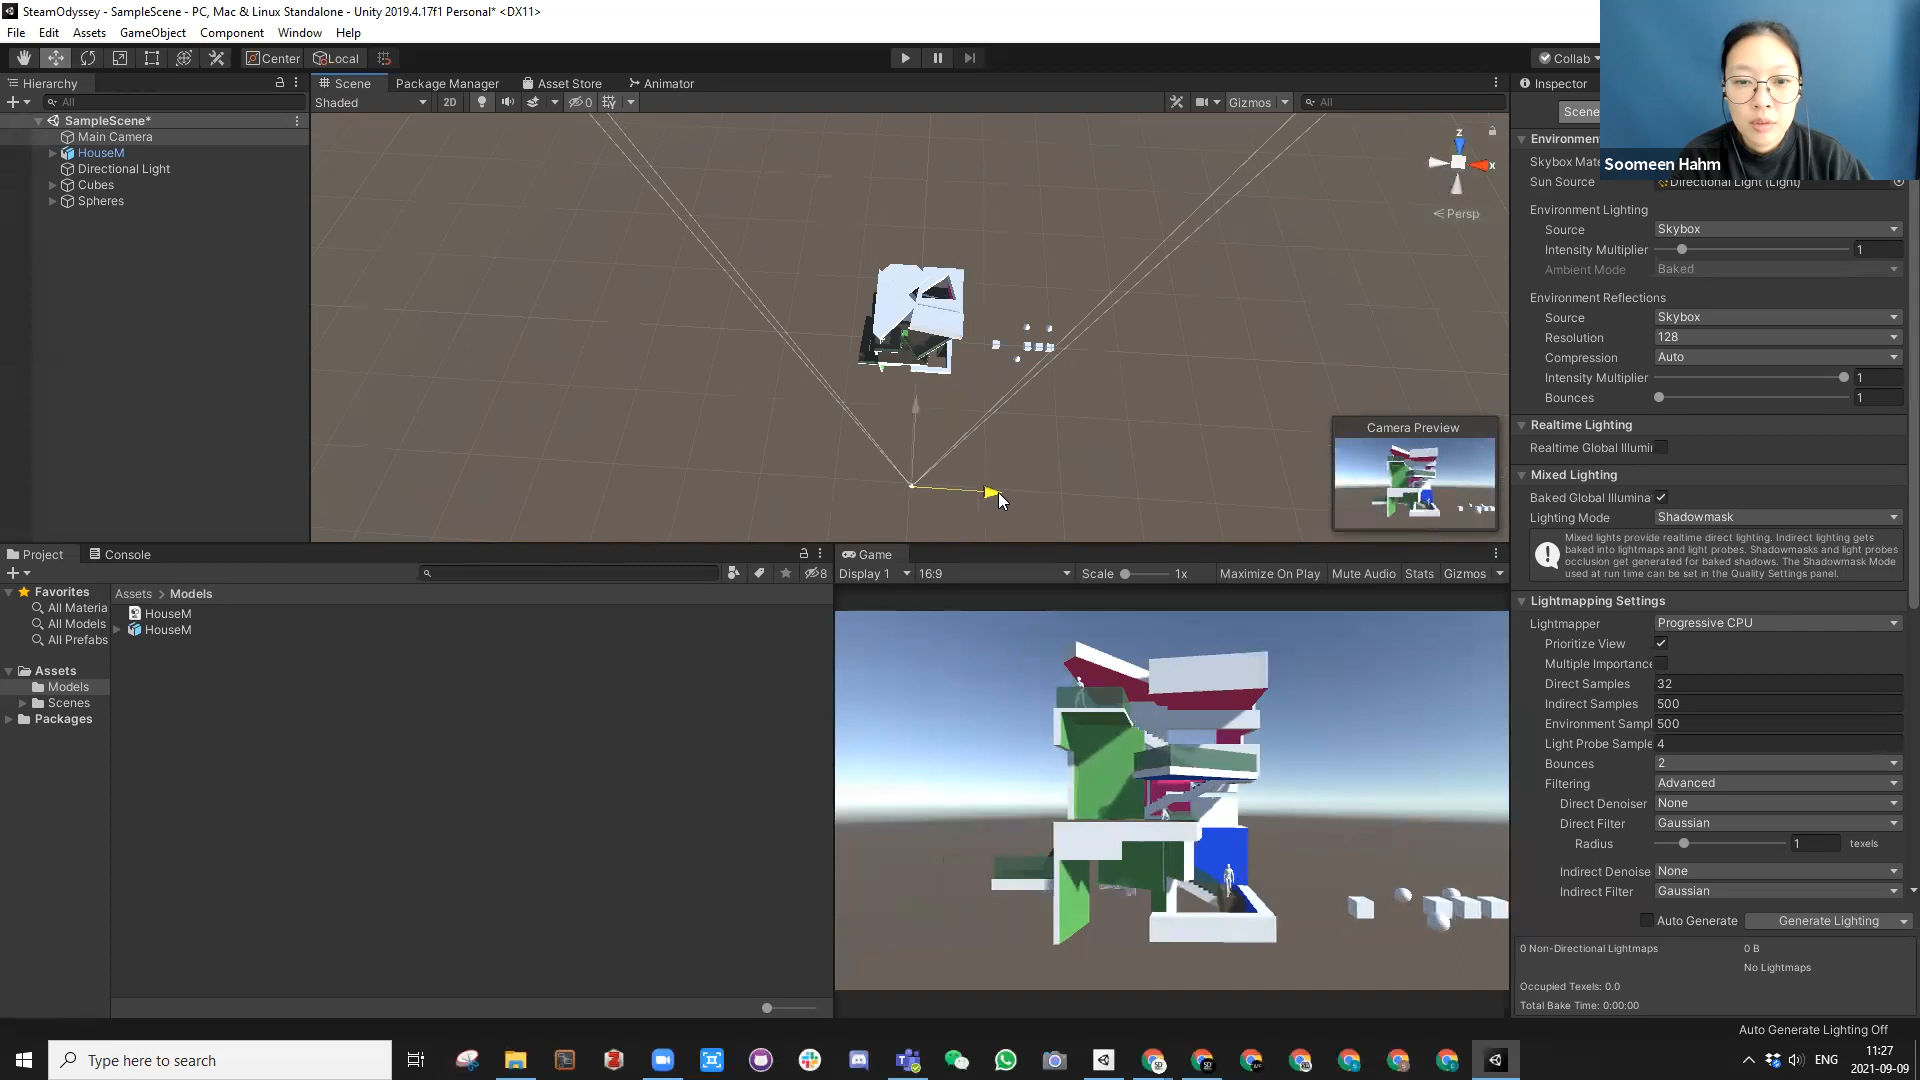 SteamOdyssey - SampleScene - PC, Mac & Linux Standalone - Unity 2019.4.17f1 Personal* <DX11>
File Edit Assets GameObject Component Window Help
Center Local
Collab
Hierarchy
All
SampleScene*
Main Camera
HouseM
Directional Light
Cubes
Spheres
Scene Package Manager Asset Store Animator
Shaded 2D 0 Gizmos All
z
x
Persp
Camera Preview
Inspector
Scene
Soomeen Hahm
Environmen
Skybox Mate
Sun Source Directional Light (Light)
Environment Lighting
Source Skybox
Intensity Multiplier 1
Ambient Mode Baked
Environment Reflections
Source Skybox
Resolution 128
Compression Auto
Intensity Multiplier 1
Bounces 1
Realtime Lighting
Realtime Global Illumi
Mixed Lighting
Baked Global Illumina
Lighting Mode Shadowmask
Mixed lights provide realtime direct lighting. Indirect lighting gets
baked into lightmaps and light probes. Shadowmasks and light probes
occlusion get generated for baked shadows. The Shadowmask Mode
used at run time can be set in the Quality Settings panel.
Lightmapping Settings
Lightmapper Progressive CPU
Prioritize View
Multiple Importance
Direct Samples 32
Indirect Samples 500
Environment Sampl 500
Light Probe Sample 4
Bounces 2
Filtering Advanced
Direct Denoiser None
Direct Filter Gaussian
Radius 1 texels
Indirect Denoise None
Indirect Filter Gaussian
Auto Generate Generate Lighting
0 Non-Directional Lightmaps 0 B
No Lightmaps
Occupied Texels: 0.0
Total Bake Time: 0:00:00
Auto Generate Lighting Off
Project Console
8
Favorites
All Materia
All Models
All Prefabs
Assets
Models
Scenes
Packages
Assets > Models
HouseM
HouseM
Game
Display 1 16:9 Scale 1x Maximize On Play Mute Audio Stats Gizmos
Type here to search
ENG
11:27
2021-09-09